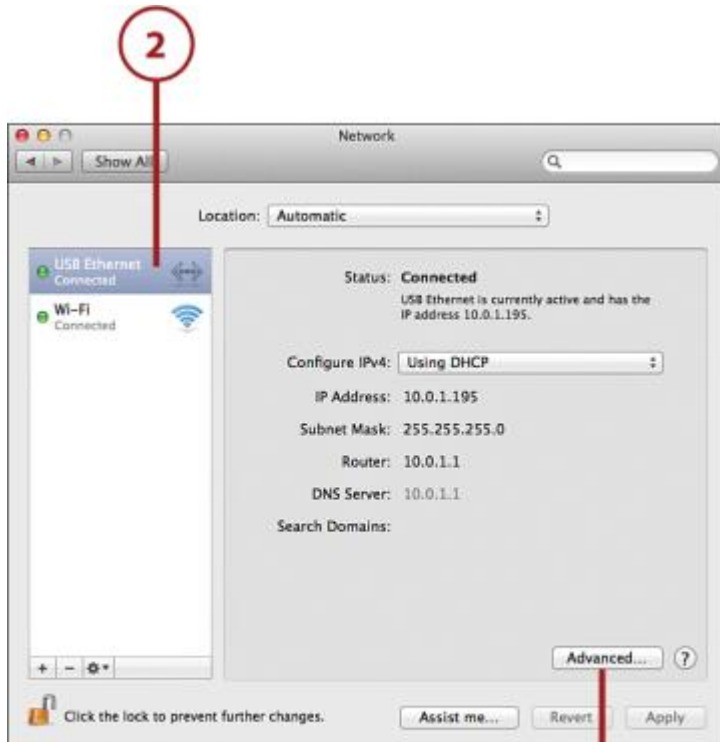 2
Network
Show All
Location: Automatic
USB Ethernet
Connected
Wi-Fi
Connected
Status: Connected
USB Ethernet is currently active and has the
IP address 10.0.1.195.
Configure IPv4: Using DHCP
IP Address: 10.0.1.195
Subnet Mask: 255.255.255.0
Router: 10.0.1.1
DNS Server: 10.0.1.1
Search Domains:
Advanced... ?
+ −
Click the lock to prevent further changes.
Assist me... Revert Apply